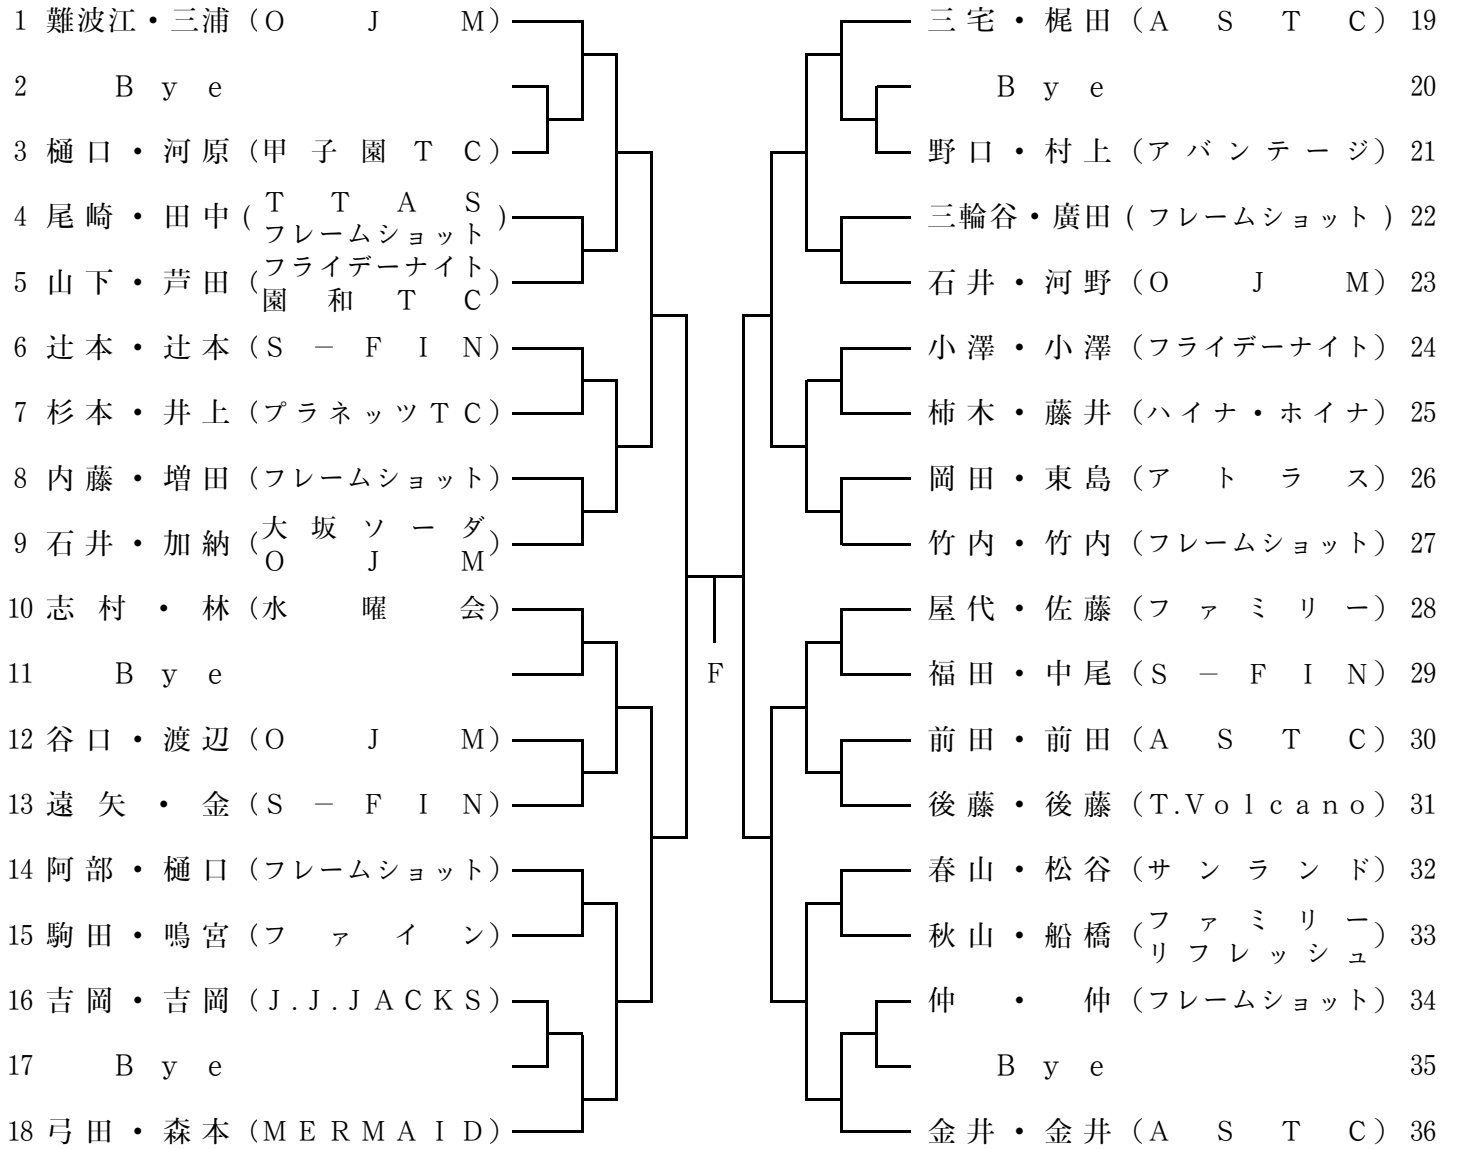 1 難波江・三浦 (O J M)
2 Bye
3 樋口・河原 (甲子園TC)
4 尾崎・田中 (TTAS フレームショット)
5 山下・芦田 (フライデーナイト 園和TC)
6 辻本・辻本 (S－FIN)
7 杉本・井上 (プラネッツTC)
8 内藤・増田 (フレームショット)
9 石井・加納 (大坂ソーダ OJM)
10 志村・林 (水曜会)
11 Bye
12 谷口・渡辺 (OJM)
13 遠矢・金 (S－FIN)
14 阿部・樋口 (フレームショット)
15 駒田・鳴宮 (ファイン)
16 吉岡・吉岡 (J.J.JACKS)
17 Bye
18 弓田・森本 (MERMAID)
F
三宅・梶田 (ASTC) 19
Bye 20
野口・村上 (アバンテージ) 21
三輪谷・廣田 (フレームショット) 22
石井・河野 (OJM) 23
小澤・小澤 (フライデーナイト) 24
柿木・藤井 (ハイナ・ホイナ) 25
岡田・東島 (アトラス) 26
竹内・竹内 (フレームショット) 27
屋代・佐藤 (ファミリー) 28
福田・中尾 (S－FIN) 29
前田・前田 (ASTC) 30
後藤・後藤 (T.Volcano) 31
春山・松谷 (サンランド) 32
秋山・船橋 (ファミリー リフレッシュ) 33
仲・仲 (フレームショット) 34
Bye 35
金井・金井 (ASTC) 36